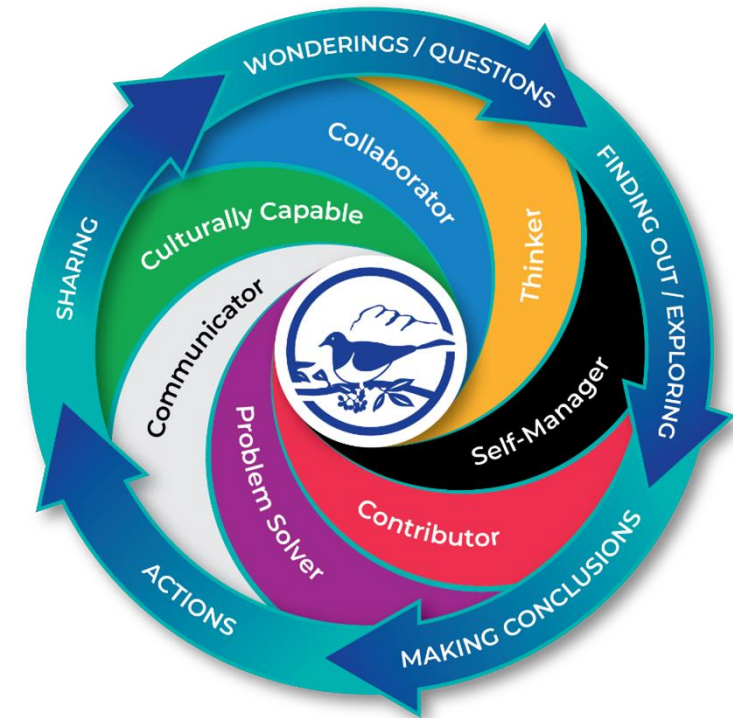 WONDERINGS / QUESTIONS
FINDING OUT / EXPLORING
MAKING CONCLUSIONS
ACTIONS
SHARING
Collaborator
Thinker
Self-Manager
Contributor
Problem Solver
Communicator
Culturally Capable